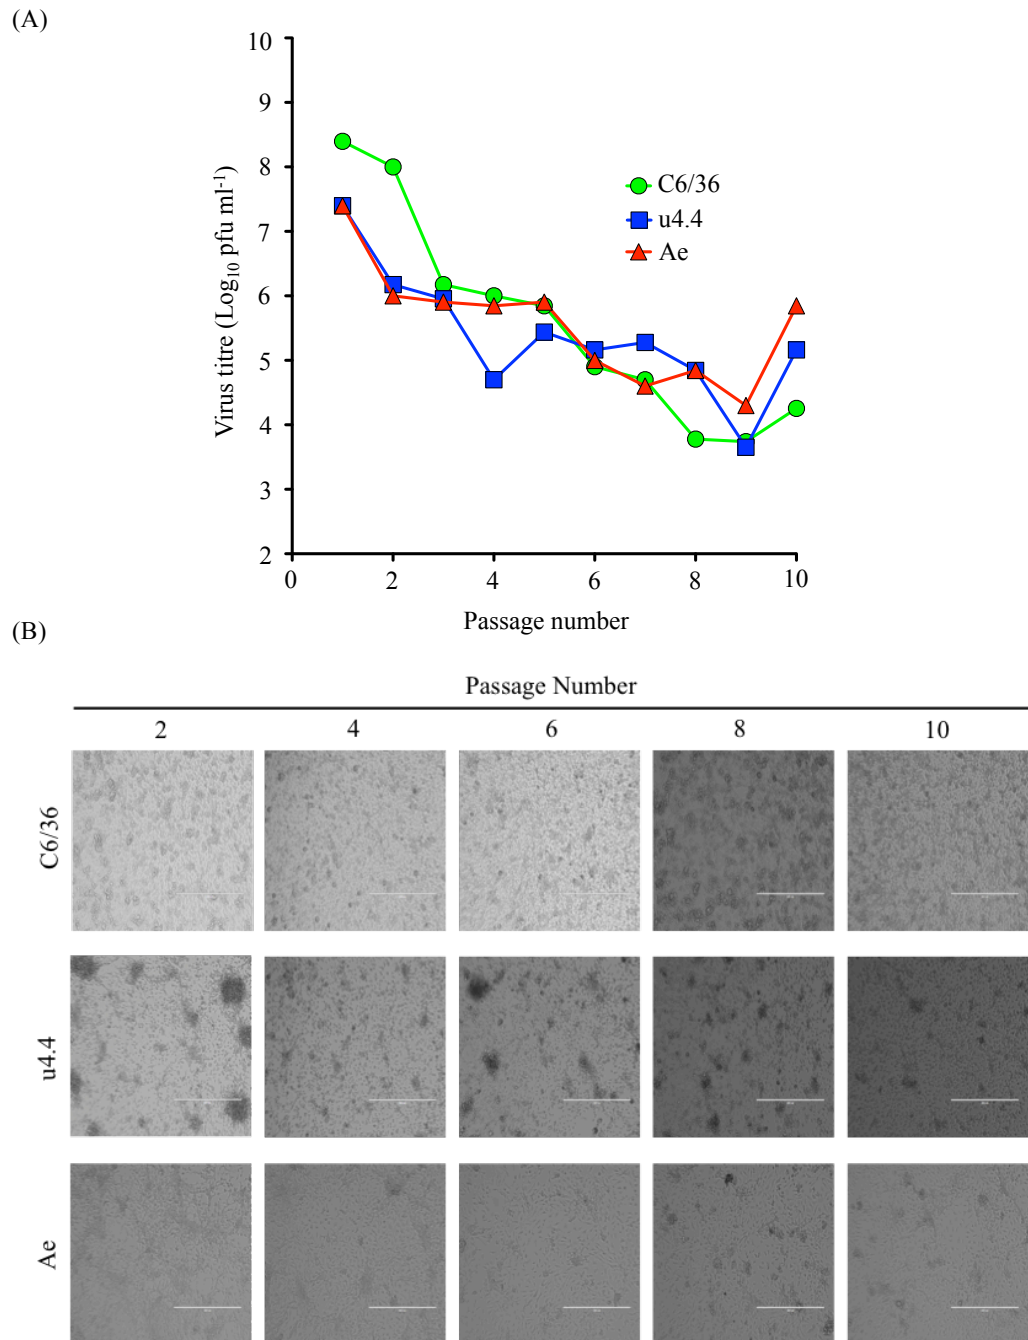 (A)
10
9
8
7
6
5
4
3
2
Virus titre (Log10 pfu ml-1)
C6/36
u4.4
Ae
0 2 4 6 8 10
Passage number
(B)
Passage Number
2 4 6 8 10
C6/36
u4.4
Ae